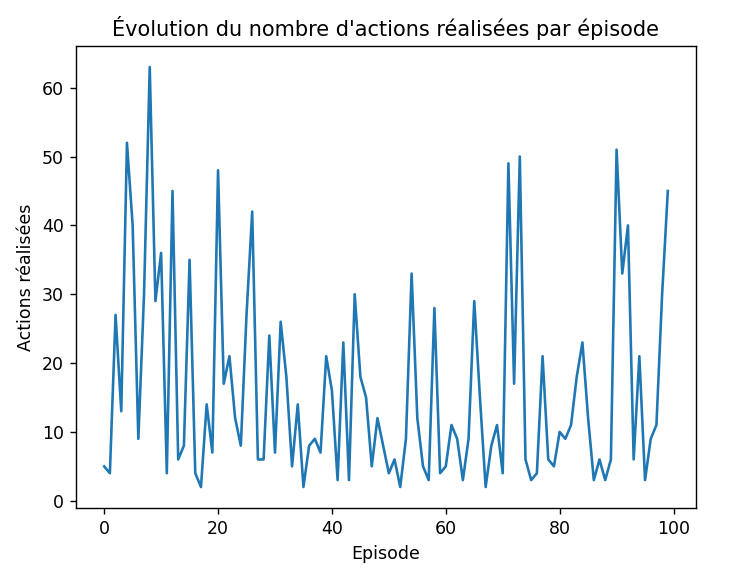 Évolution du nombre d'actions réalisées par épisode
60
50
40
30
20
10
0
Actions réalisées
0 20 40 60 80 100
Episode